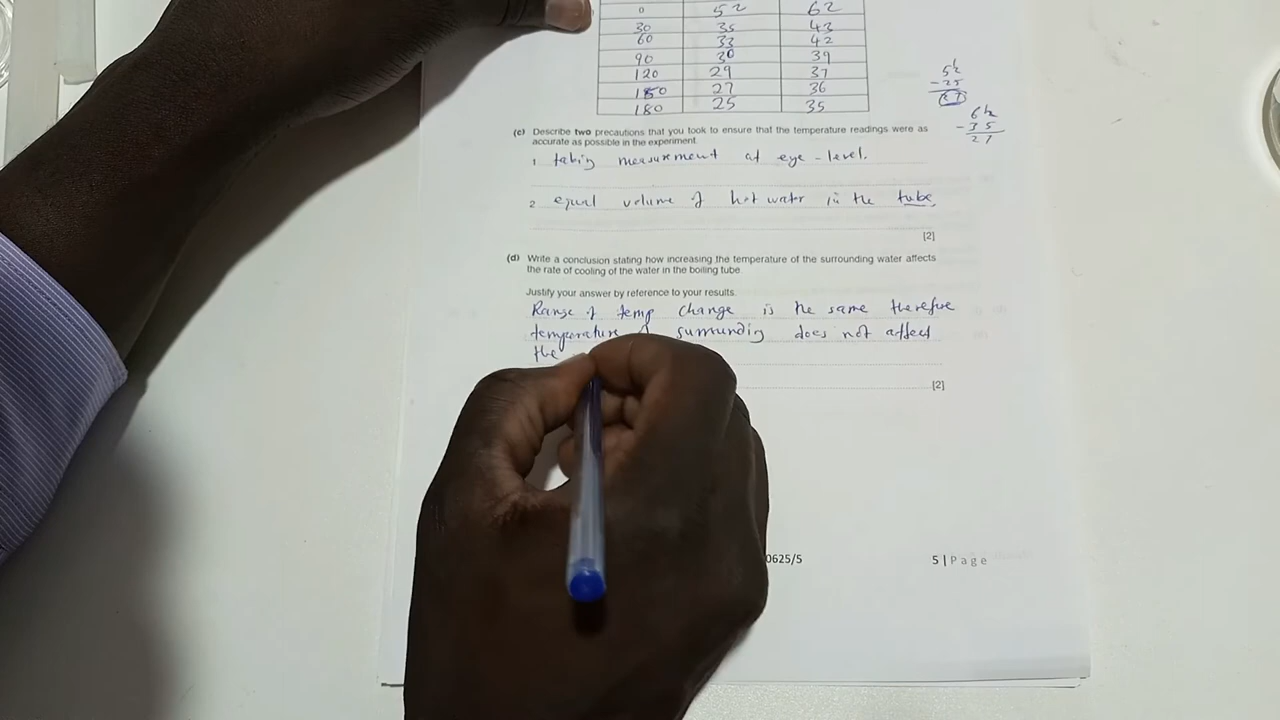 0 52 62
30 35 43
60 33 42
90 30 39
120 29 37
150 27 36
180 25 35
52
- 25
27
62
- 35
27
(c) Describe two precautions that you took to ensure that the temperature readings were as
accurate as possible in the experiment.
1 taking measurement at eye-level.
2 equal volume of hot water in the tube.
[2]
(d) Write a conclusion stating how increasing the temperature of the surrounding water affects
the rate of cooling of the water in the boiling tube.
Justify your answer by reference to your results.
Range of temp change is the same therefore
temperature of surrounding does not affect
the
[2]
0625/5
5 | Page